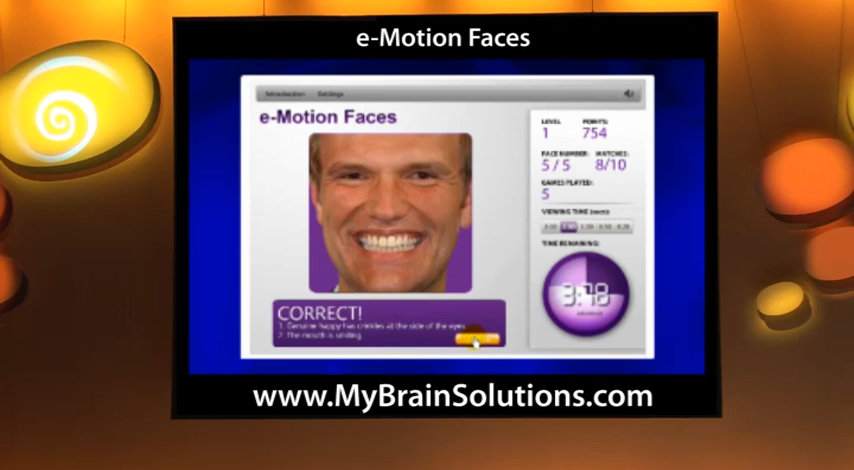 e-Motion Faces
Introduction Settings
e-Motion Faces
LEVEL POINTS:
1 754
FACE NUMBER: MATCHES:
5 / 5 8/10
GAMES PLAYED:
5
VIEWING TIME (secs):
TIME REMAINING:
3:78
CORRECT!
1. Genuine happy has crinkles at the side of the eyes
2. The mouth is smiling
www.MyBrainSolutions.com